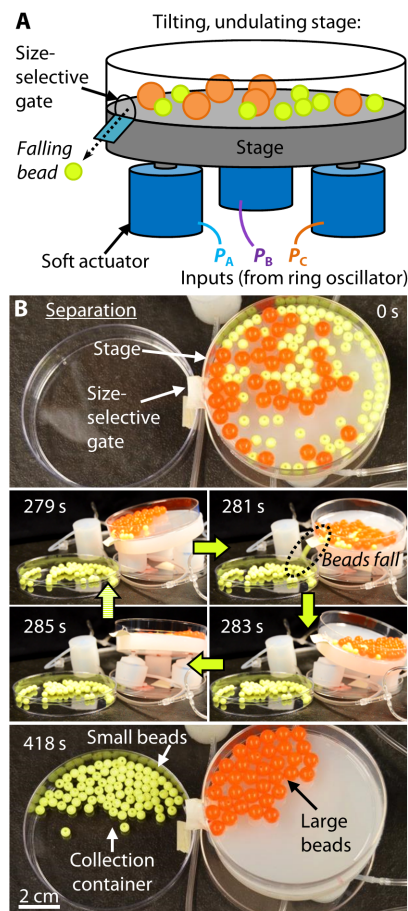 A
Tilting, undulating stage:
Size-
selective
gate
Falling
bead
Stage
Soft actuator
PA
PB
PC
Inputs (from ring oscillator)
B
Separation
0 s
Stage
Size-
selective
gate
279 s
281 s
Beads fall
285 s
283 s
418 s
Small beads
Collection
container
Large
beads
2 cm